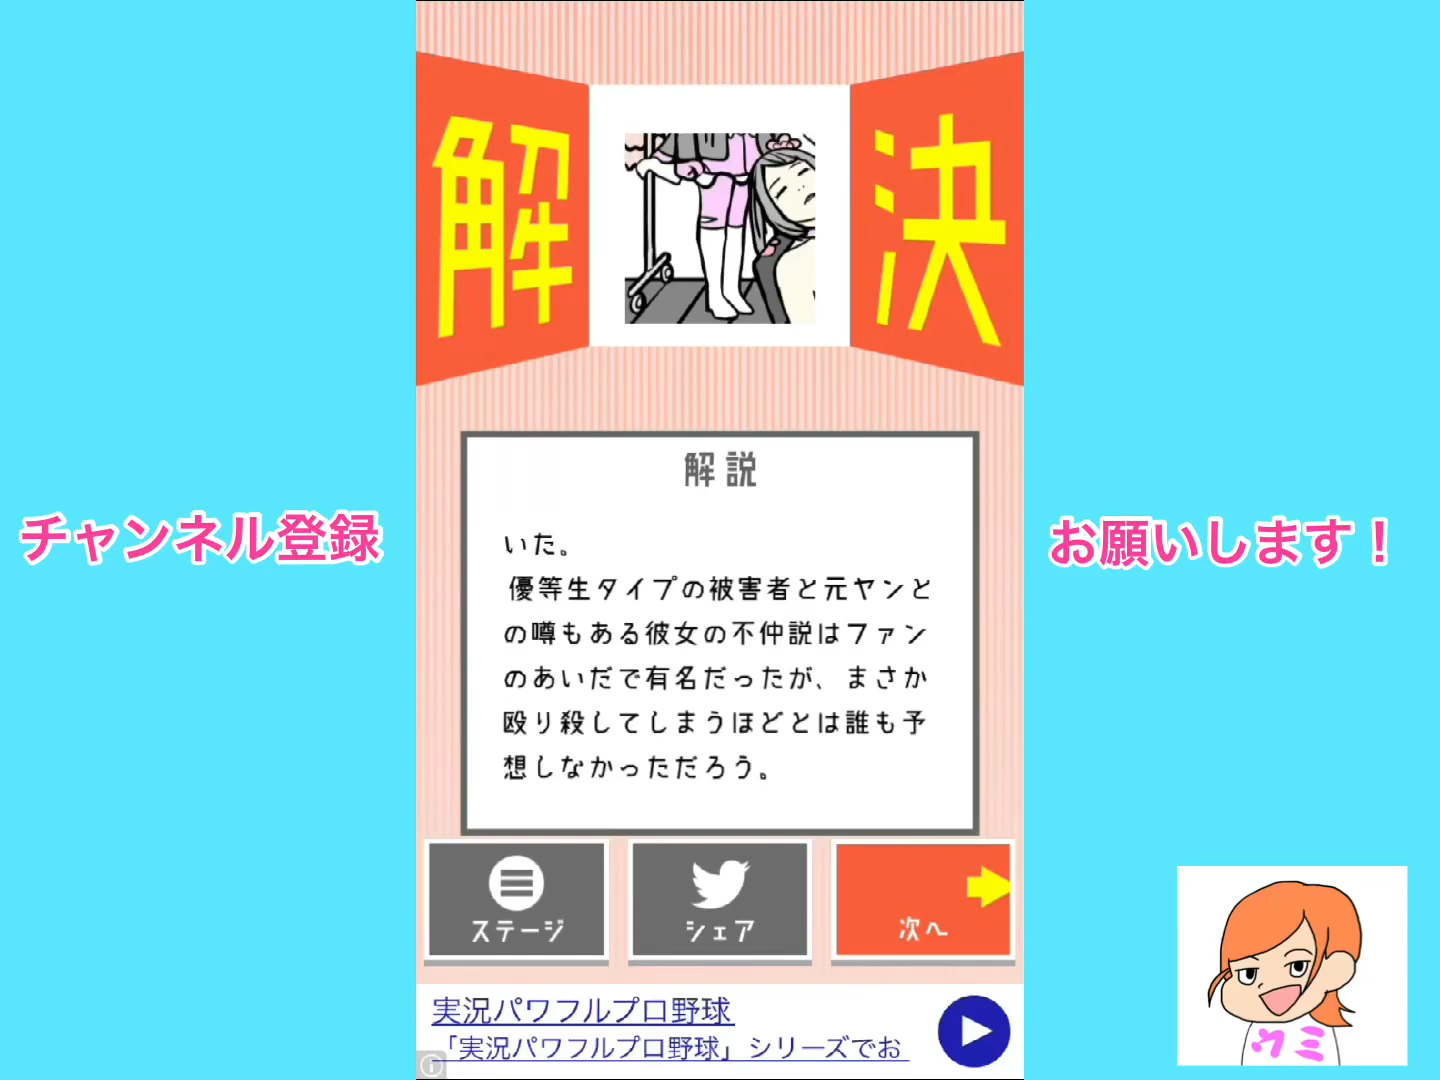 解決
解説
いた。
優等生タイプの被害者と元ヤンと
の噂もある彼女の不仲説はファン
のあいだで有名だったが、まさか
殴り殺してしまうほどとは誰も予
想しなかっただろう。
チャンネル登録
お願いします！
ステージ
シェア
次へ
実況パワフルプロ野球
「実況パワフルプロ野球」シリーズでお
ウミ